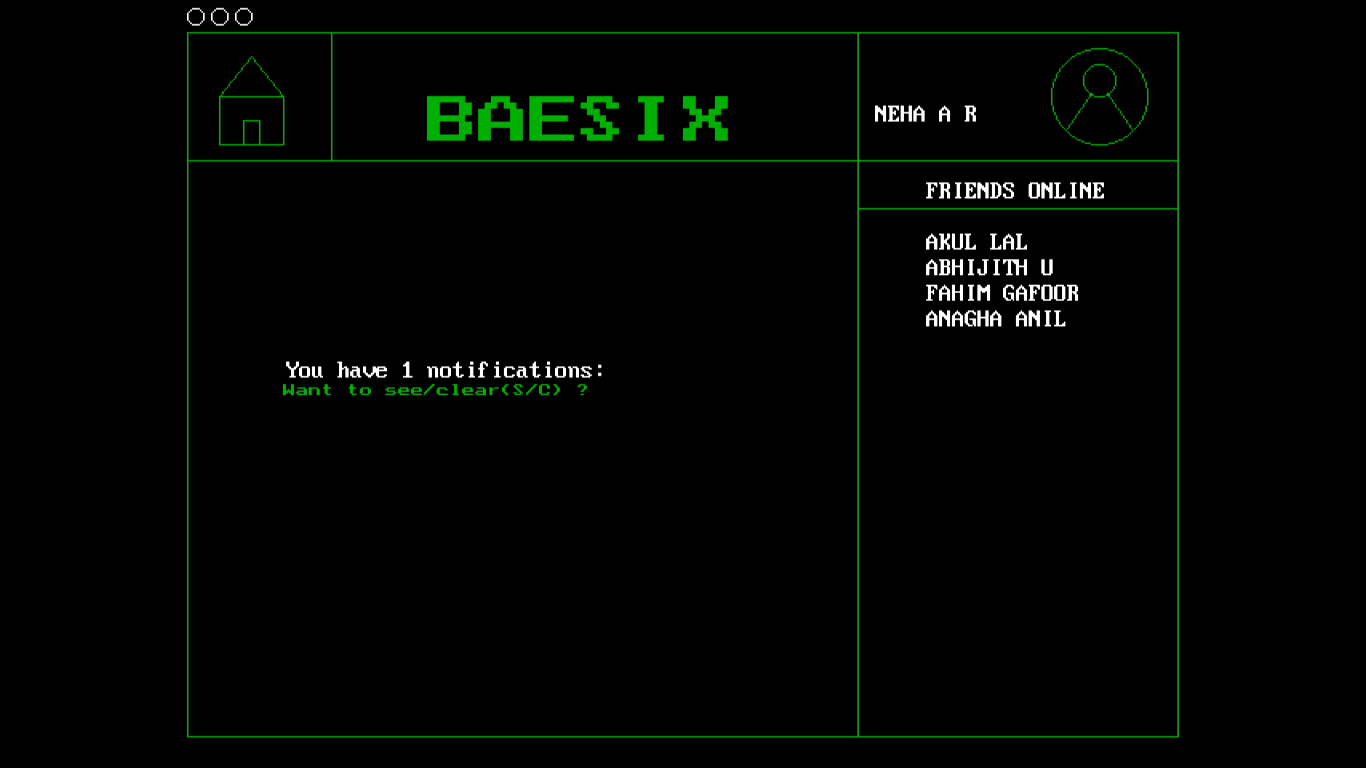 BAESIX
NEHA A R
FRIENDS ONLINE
AKUL LAL
ABHIJITH U
FAHIM GAFOOR
ANAGHA ANIL
You have 1 notifications:
Want to see/clear(S/C) ?